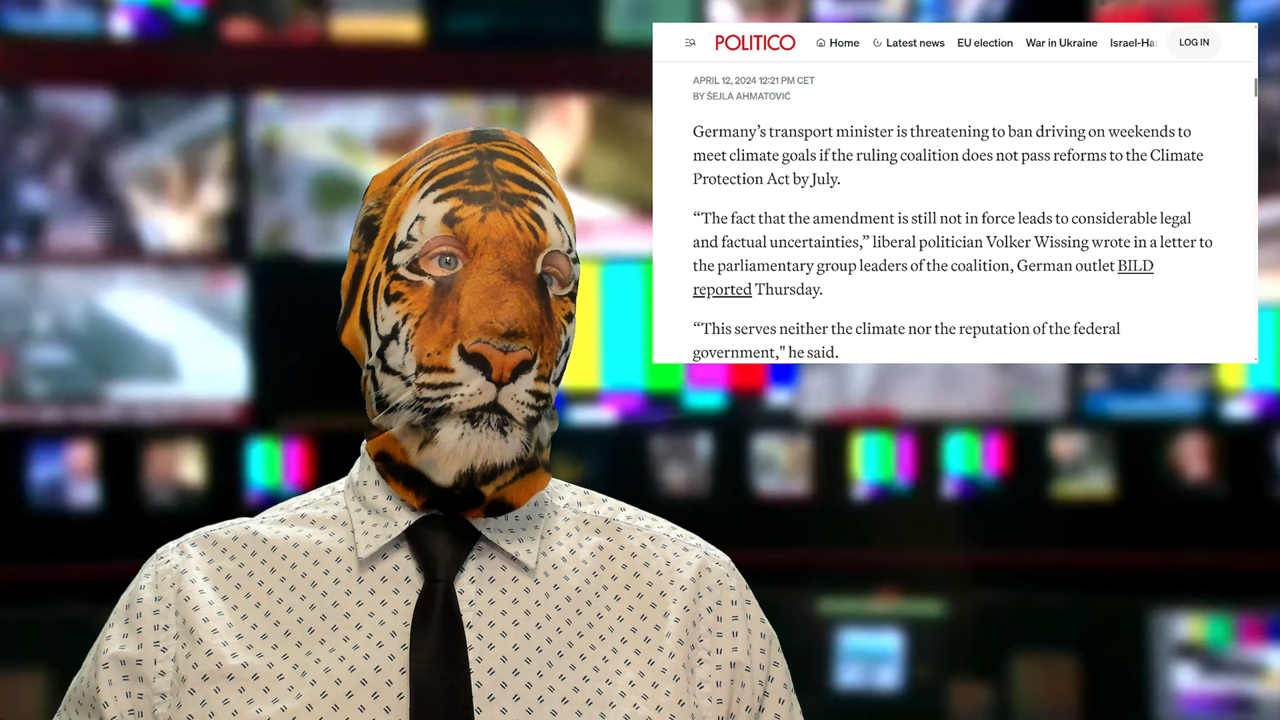 POLITICO Home Latest news EU election War in Ukraine Israel-Ha LOG IN
APRIL 12, 2024 12:21 PM CET
BY ŠEJLA AHMATOVIĆ
Germany’s transport minister is threatening to ban driving on weekends to
meet climate goals if the ruling coalition does not pass reforms to the Climate
Protection Act by July.
“The fact that the amendment is still not in force leads to considerable legal
and factual uncertainties,” liberal politician Volker Wissing wrote in a letter to
the parliamentary group leaders of the coalition, German outlet BILD
reported Thursday.
“This serves neither the climate nor the reputation of the federal
government," he said.